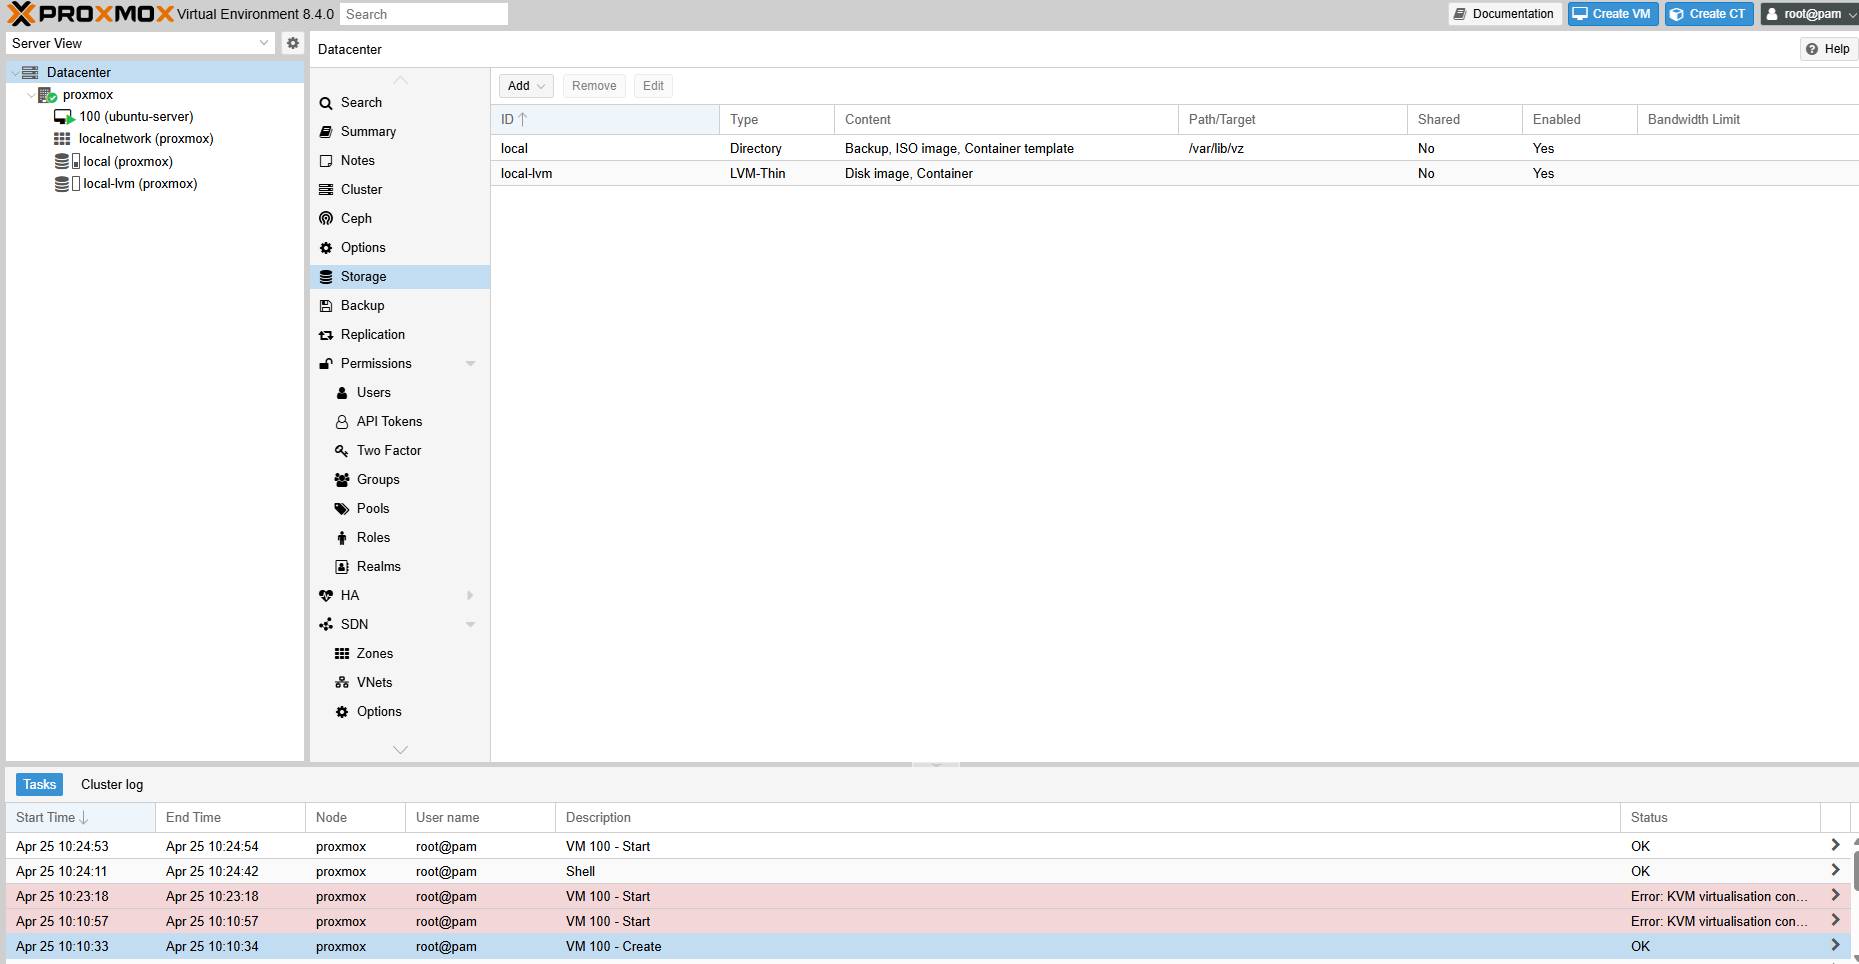 PROXMOX Virtual Environment 8.4.0 Search Documentation Create VM Create CT root@pam
Server View
Datacenter
proxmox
100 (ubuntu-server)
localnetwork (proxmox)
local (proxmox)
local-lvm (proxmox)
Datacenter Help
Search
Summary
Notes
Cluster
Ceph
Options
Storage
Backup
Replication
Permissions
Users
API Tokens
Two Factor
Groups
Pools
Roles
Realms
HA
SDN
Zones
VNets
Options
Add Remove Edit
ID Type Content Path/Target Shared Enabled Bandwidth Limit
local Directory Backup, ISO image, Container template /var/lib/vz No Yes
local-lvm LVM-Thin Disk image, Container No Yes
Tasks Cluster log
Start Time End Time Node User name Description Status
Apr 25 10:24:53 Apr 25 10:24:54 proxmox root@pam VM 100 - Start OK
Apr 25 10:24:11 Apr 25 10:24:42 proxmox root@pam Shell OK
Apr 25 10:23:18 Apr 25 10:23:18 proxmox root@pam VM 100 - Start Error: KVM virtualisation con...
Apr 25 10:10:57 Apr 25 10:10:57 proxmox root@pam VM 100 - Start Error: KVM virtualisation con...
Apr 25 10:10:33 Apr 25 10:10:34 proxmox root@pam VM 100 - Create OK